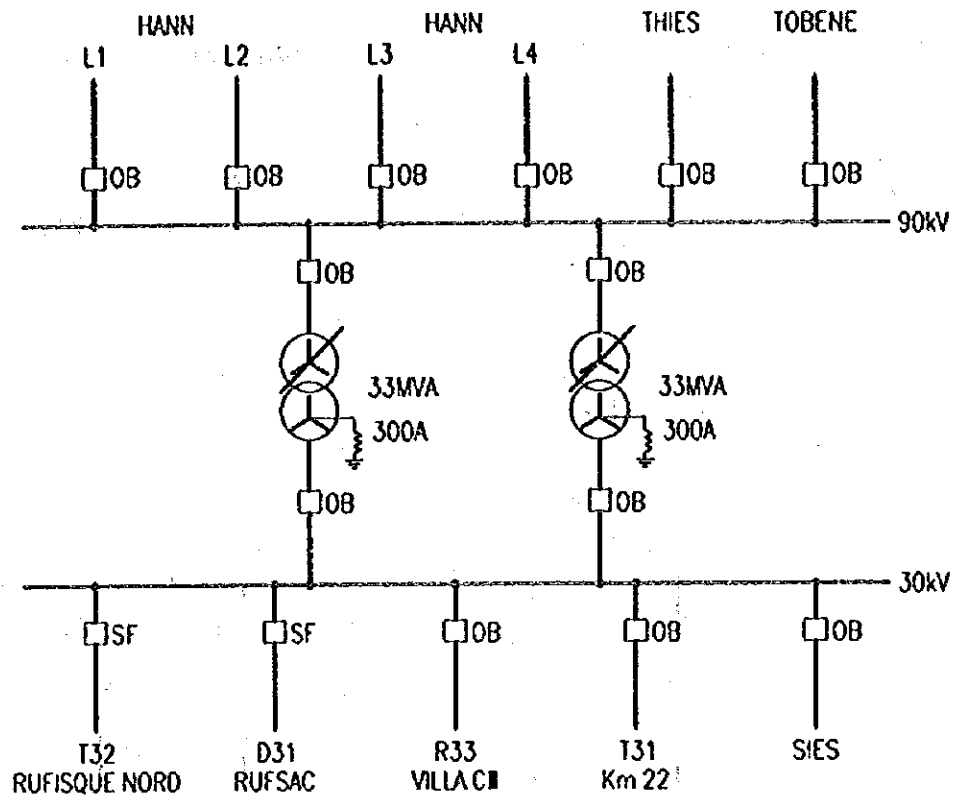 HANN HANN THIES TOBENE
L1 L2 L3 L4
OB OB OB OB OB OB
90kV
OB OB
33MVA 33MVA
300A 300A
OB OB
30kV
SF SF OB OB OB
T32 D31 R33 T31 SIES
RUFISQUE NORD RUFSAC VILLA Km 22